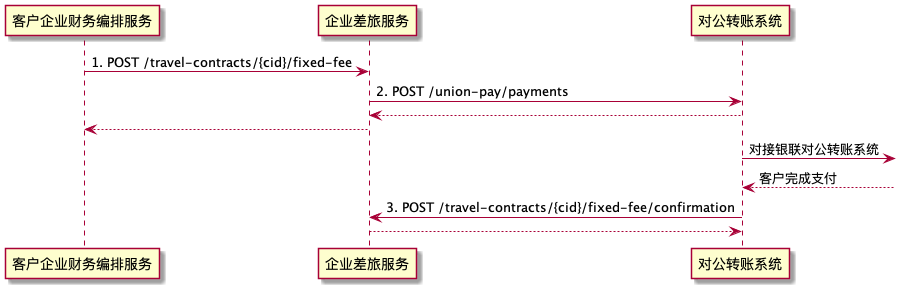 客户企业财务编排服务
企业差旅服务
对公转账系统
1. POST /travel-contracts/{cid}/fixed-fee
2. POST /union-pay/payments
对接银联对公转账系统
客户完成支付
3. POST /travel-contracts/{cid}/fixed-fee/confirmation
客户企业财务编排服务
企业差旅服务
对公转账系统